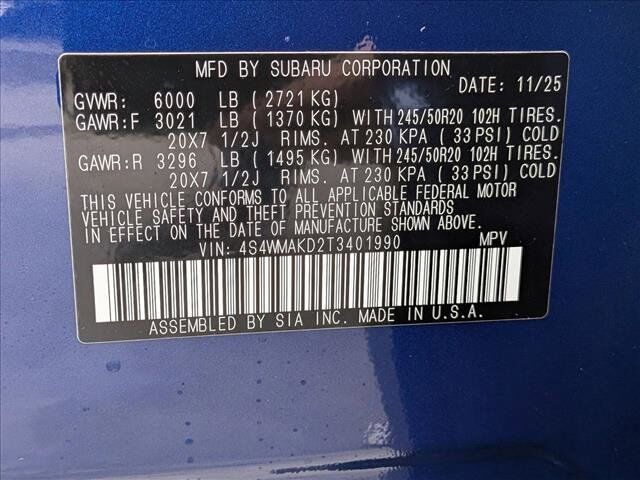 MFD BY SUBARU CORPORATION
DATE: 11/25
GVWR: 6000 LB (2721 KG)
GAWR:F 3021 LB (1370 KG) WITH 245/50R20 102H TIRES.
20X7 1/2J RIMS. AT 230 KPA (33 PSI) COLD
GAWR:R 3296 LB (1495 KG) WITH 245/50R20 102H TIRES.
20X7 1/2J RIMS. AT 230 KPA (33 PSI) COLD
THIS VEHICLE CONFORMS TO ALL APPLICABLE FEDERAL MOTOR
VEHICLE SAFETY AND THEFT PREVENTION STANDARDS
IN EFFECT ON THE DATE OF MANUFACTURE SHOWN ABOVE.
VIN: 4S4WMAKD2T3401990 MPV
ASSEMBLED BY SIA INC. MADE IN U.S.A.